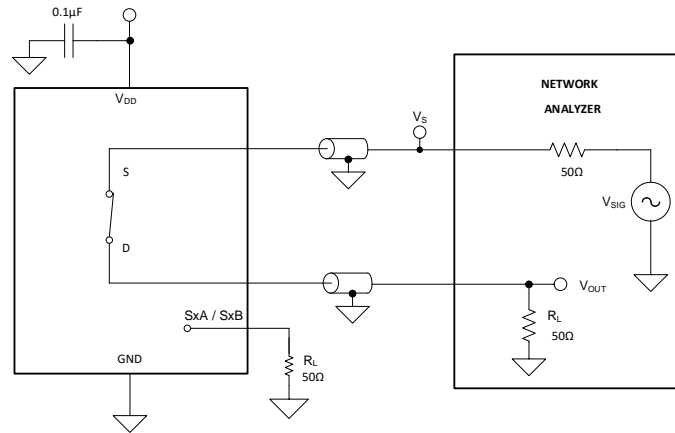 0.1µF
VDD
NETWORK
ANALYZER
VS
S
50Ω
VSIG
D
VOUT
SxA / SxB
RL
50Ω
GND
RL
50Ω